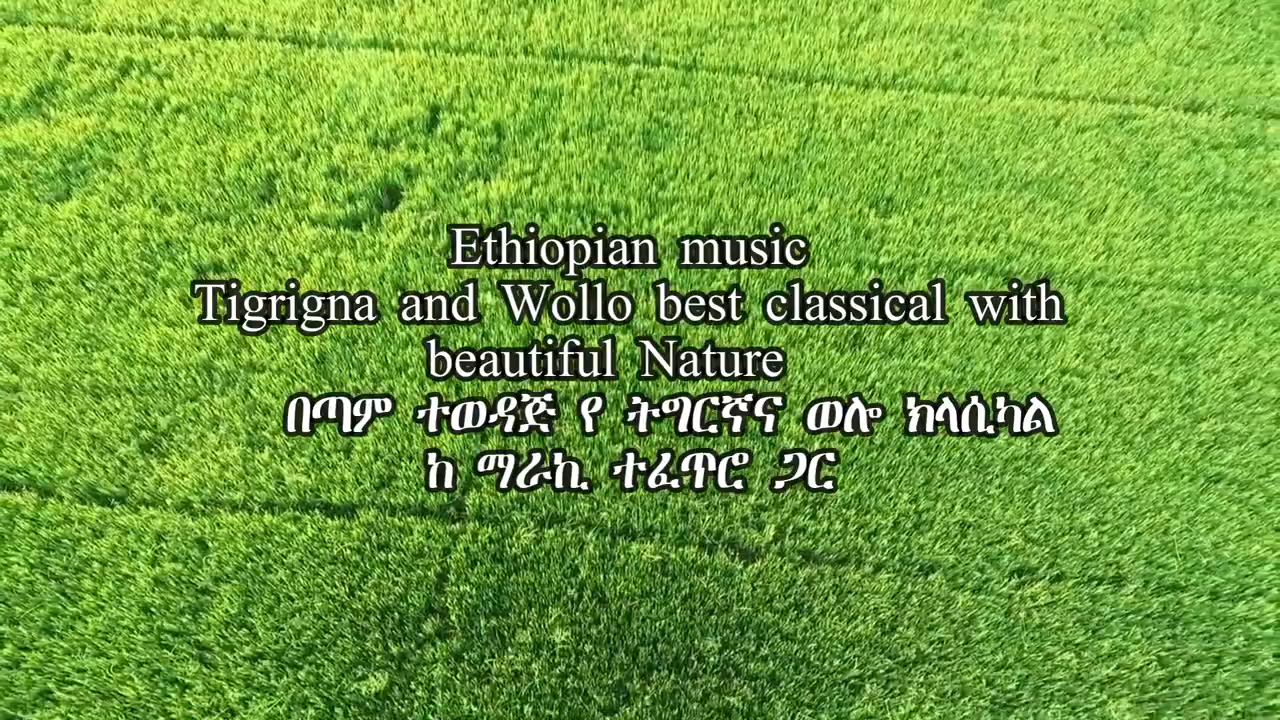 Ethiopian music
Tigrigna and Wollo best classical with
beautiful Nature
በጣም ተወዳጅ የ ትግርኛና ወሎ ክላሲካል
ከ ማራኪ ተፈጥሮ ጋር